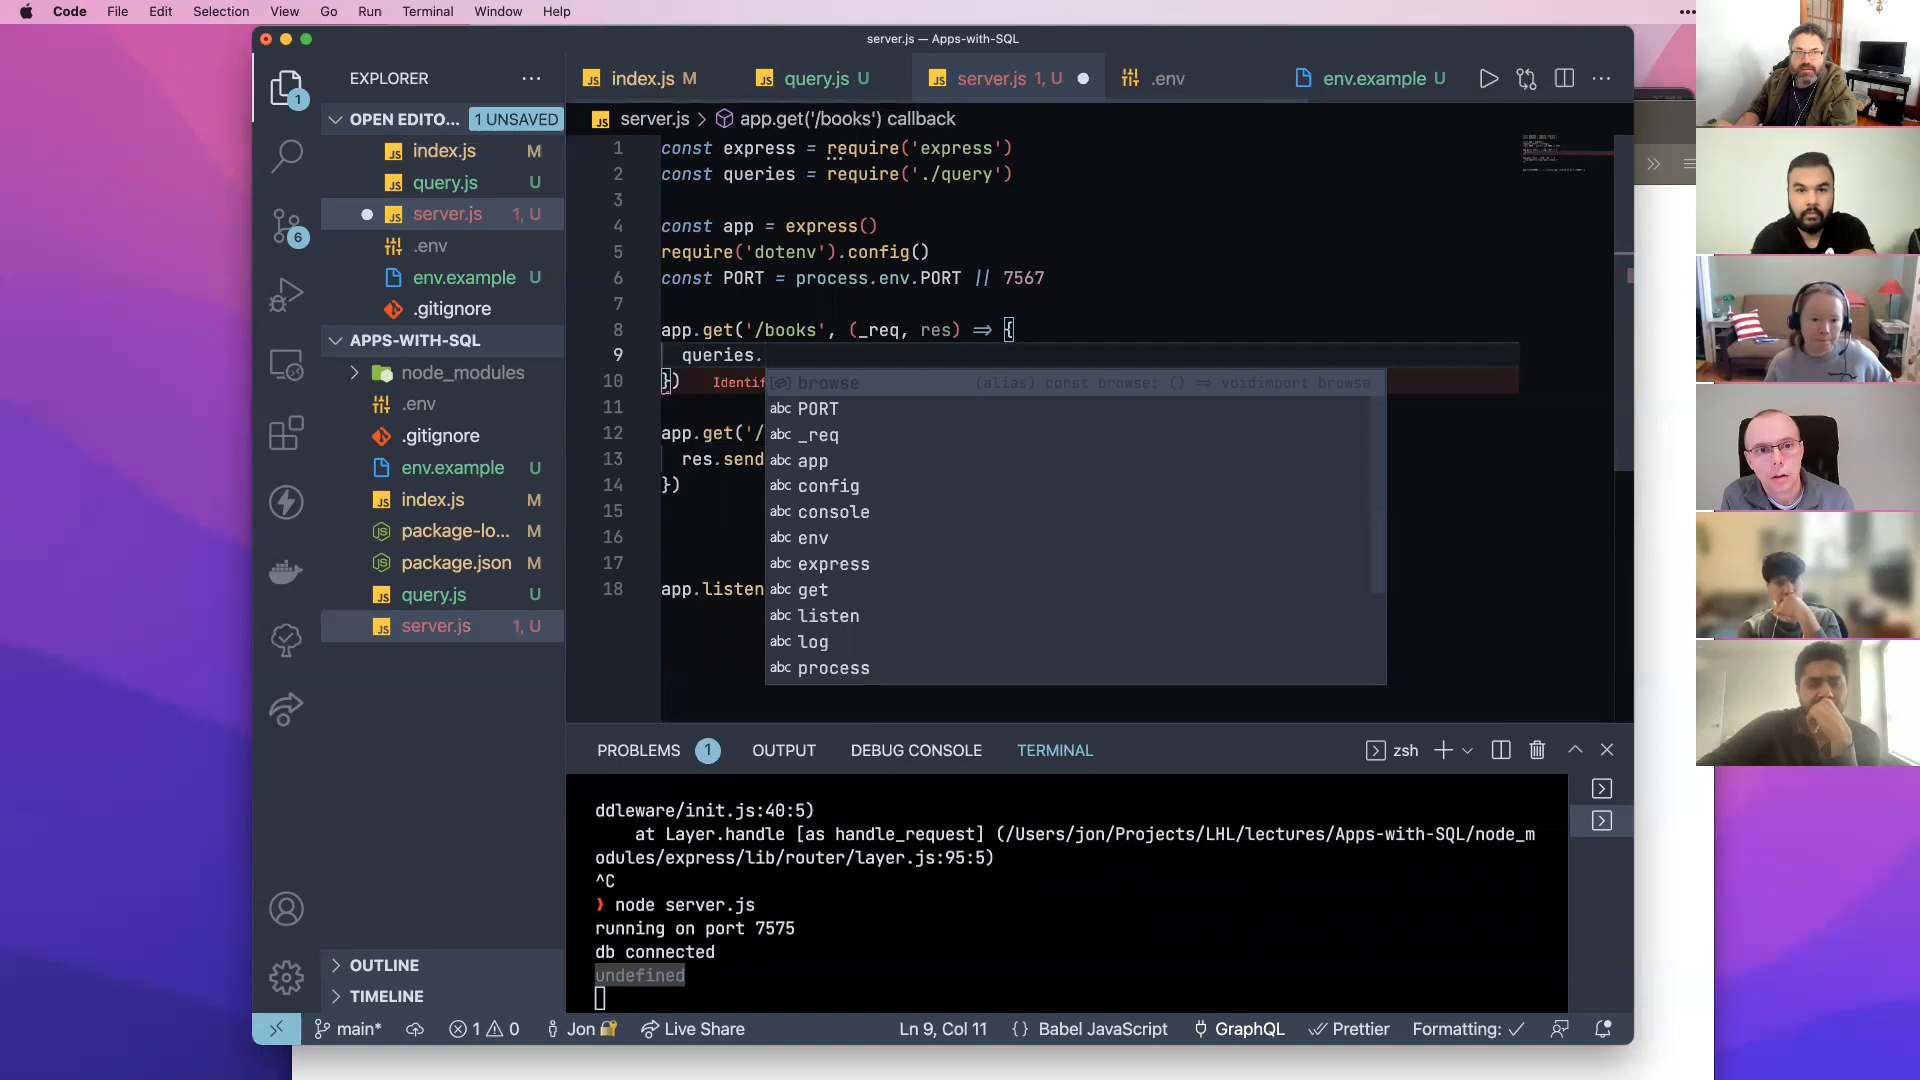 Code File Edit Selection View Go Run Terminal Window Help
server.js — Apps-with-SQL
EXPLORER
index.js M
query.js U
server.js 1, U
.env
env.example U
OPEN EDITO... 1 UNSAVED
server.js > app.get('/books') callback
index.js M
query.js U
server.js 1, U
.env
env.example U
.gitignore
APPS-WITH-SQL
node_modules
.env
.gitignore
env.example U
index.js M
package-lo... M
package.json M
query.js U
server.js 1, U
OUTLINE
TIMELINE
1
6
1 const express = require('express')
2 const queries = require('./query')
3
4 const app = express()
5 require('dotenv').config()
6 const PORT = process.env.PORT || 7567
7
8 app.get('/books', (_req, res) => {
9 queries.
10 }) Identif
11
12 app.get('/
13 res.send
14 })
15
16
17
18 app.listen
browse (alias) const browse: () => voidimport browse
abc PORT
abc _req
abc app
abc config
abc console
abc env
abc express
abc get
abc listen
abc log
abc process
PROBLEMS 1 OUTPUT DEBUG CONSOLE TERMINAL zsh
ddleware/init.js:40:5)
at Layer.handle [as handle_request] (/Users/jon/Projects/LHL/lectures/Apps-with-SQL/node_m
odules/express/lib/router/layer.js:95:5)
^C
❯ node server.js
running on port 7575
db connected
undefined
main* 1 0 Jon Live Share Ln 9, Col 11 {} Babel JavaScript GraphQL Prettier Formatting: ✓